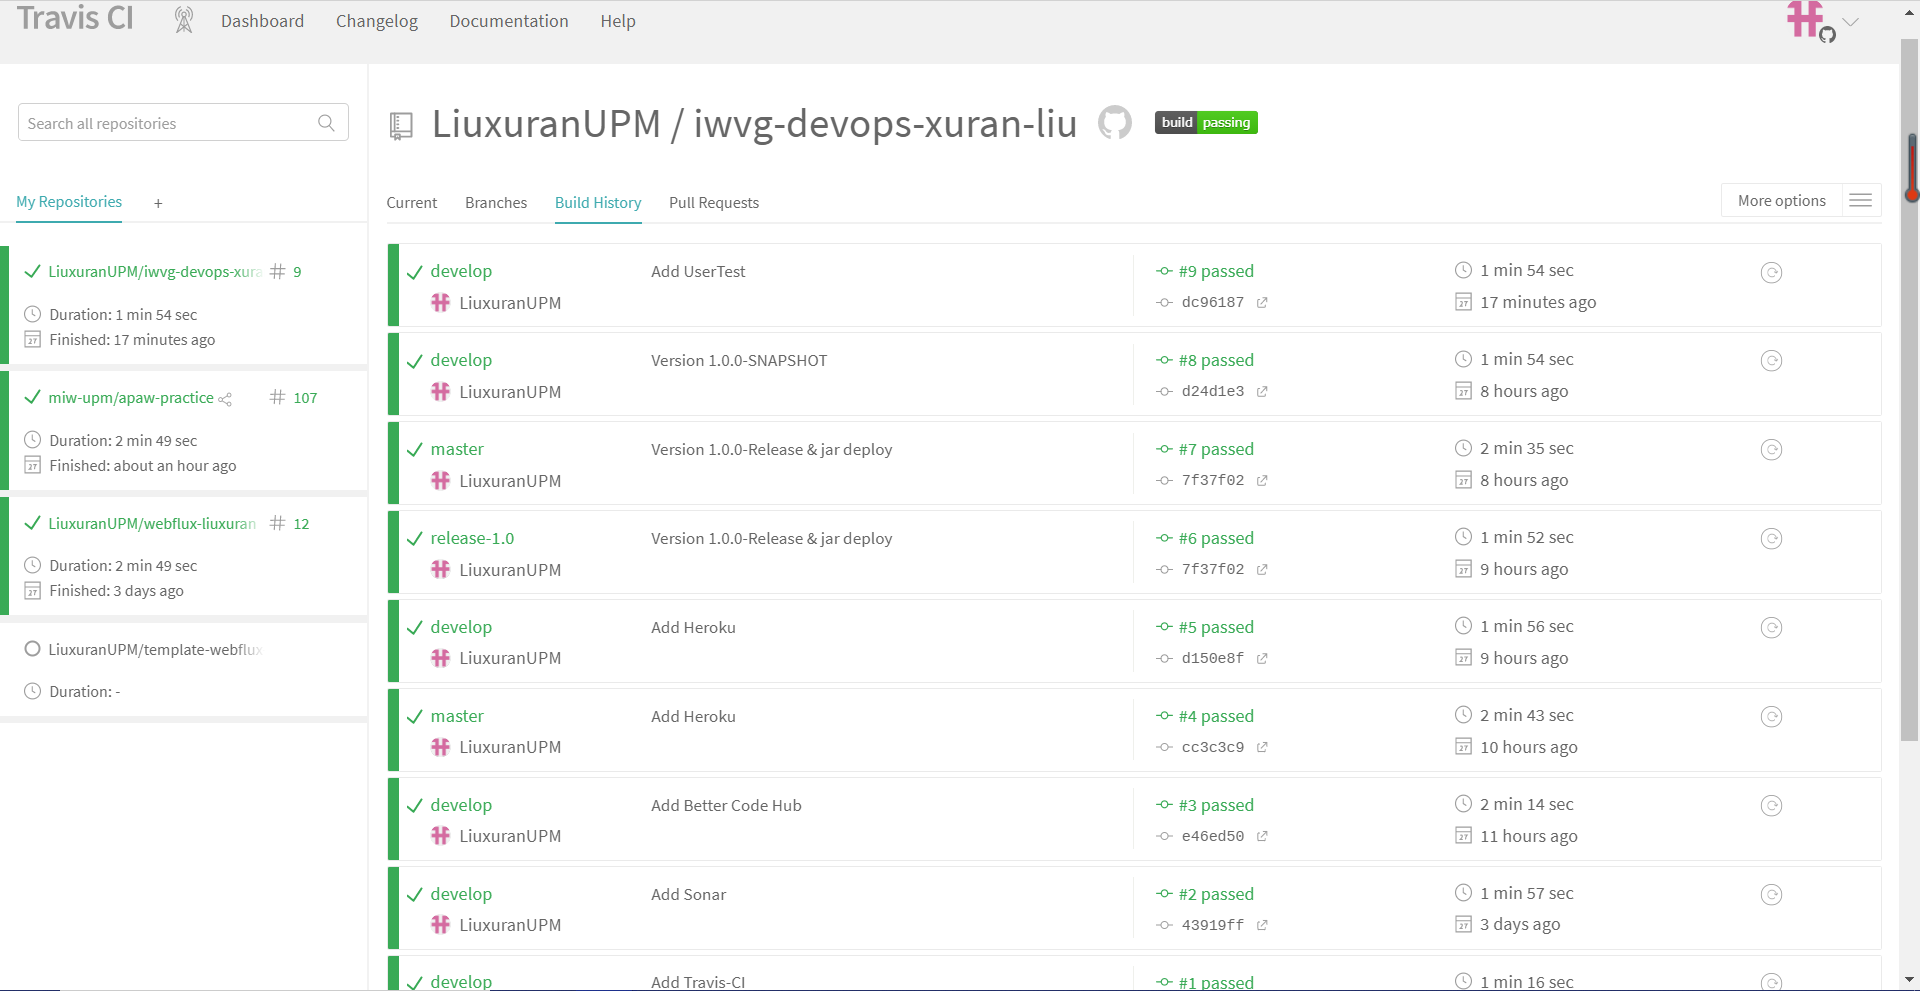 Travis CI
Dashboard Changelog Documentation Help
Search all repositories
My Repositories +
LiuxuranUPM/iwvg-devops-xura # 9
Duration: 1 min 54 sec
Finished: 17 minutes ago
miw-upm/apaw-practice # 107
Duration: 2 min 49 sec
Finished: about an hour ago
LiuxuranUPM/webflux-liuxuran # 12
Duration: 2 min 49 sec
Finished: 3 days ago
LiuxuranUPM/template-webflux
Duration: -
LiuxuranUPM / iwvg-devops-xuran-liu build passing
Current Branches Build History Pull Requests More options
develop Add UserTest #9 passed 1 min 54 sec
LiuxuranUPM dc96187 17 minutes ago
develop Version 1.0.0-SNAPSHOT #8 passed 1 min 54 sec
LiuxuranUPM d24d1e3 8 hours ago
master Version 1.0.0-Release & jar deploy #7 passed 2 min 35 sec
LiuxuranUPM 7f37f02 8 hours ago
release-1.0 Version 1.0.0-Release & jar deploy #6 passed 1 min 52 sec
LiuxuranUPM 7f37f02 9 hours ago
develop Add Heroku #5 passed 1 min 56 sec
LiuxuranUPM d150e8f 9 hours ago
master Add Heroku #4 passed 2 min 43 sec
LiuxuranUPM cc3c3c9 10 hours ago
develop Add Better Code Hub #3 passed 2 min 14 sec
LiuxuranUPM e46ed50 11 hours ago
develop Add Sonar #2 passed 1 min 57 sec
LiuxuranUPM 43919ff 3 days ago
develop Add Travis-CI #1 passed 1 min 16 sec